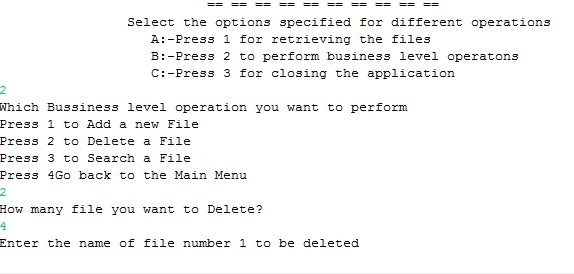 == == == == == == == == == ==
Select the options specified for different operations
A:-Press 1 for retrieving the files
B:-Press 2 to perform business level operatons
C:-Press 3 for closing the application
2
Which Bussiness level operation you want to perform
Press 1 to Add a new File
Press 2 to Delete a File
Press 3 to Search a File
Press 4Go back to the Main Menu
2
How many file you want to Delete?
4
Enter the name of file number 1 to be deleted